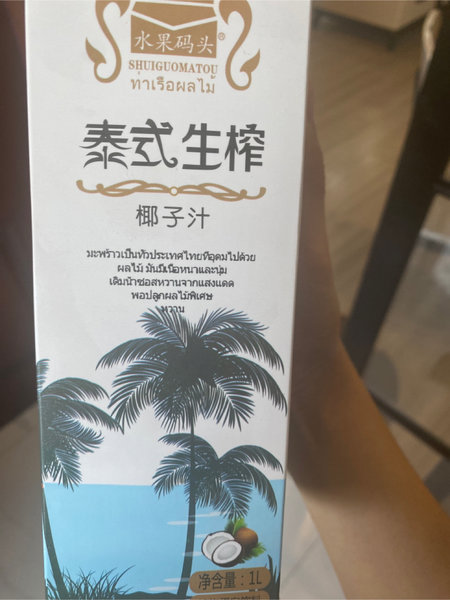 水果码头®
SHUIGUOMATOU
ท่าเรือผลไม้
泰式生榨
椰子汁
มะพร้าวเป็นทั่วประเทศไทยที่อุดมไปด้วย
ผลไม้ มันมีเนื้อหนาและนุ่ม
เติมน้ำซอสหวานจากแสงแดด
พอปลูกผลไม้พิเศษ
หวาน
净含量：1L